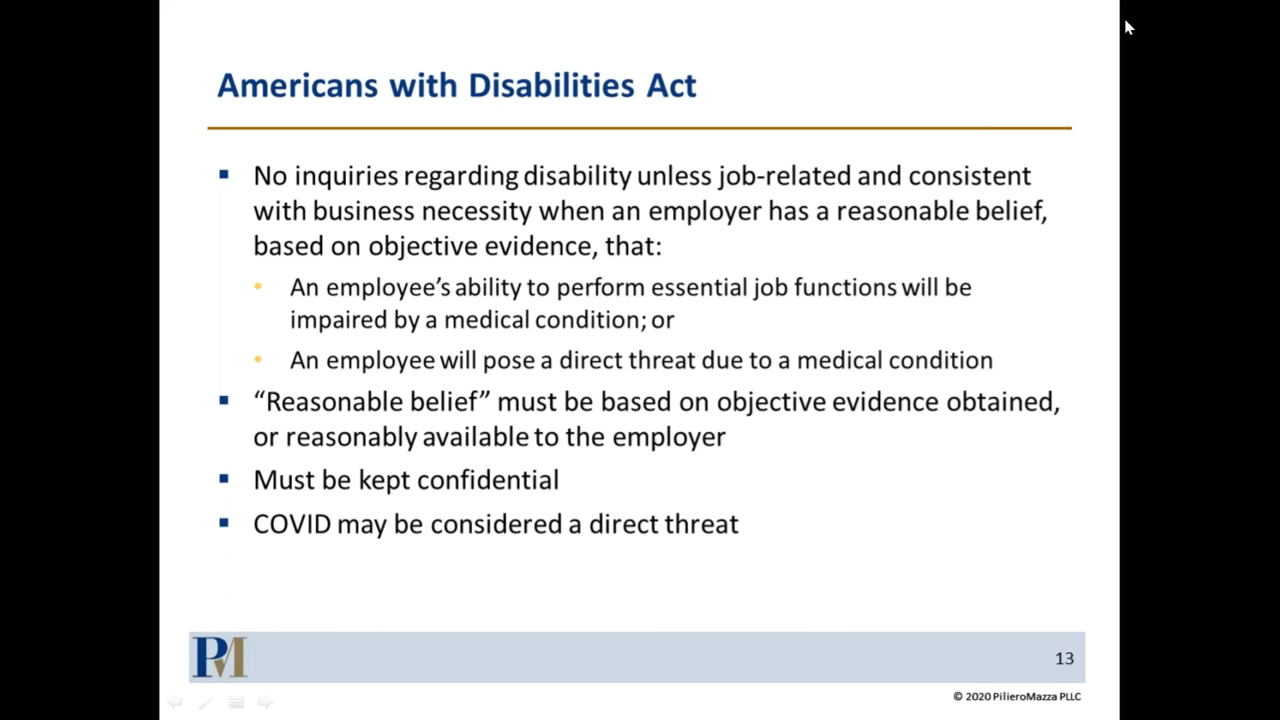 Americans with Disabilities Act
No inquiries regarding disability unless job-related and consistent
with business necessity when an employer has a reasonable belief,
based on objective evidence, that:
An employee’s ability to perform essential job functions will be
impaired by a medical condition; or
An employee will pose a direct threat due to a medical condition
“Reasonable belief” must be based on objective evidence obtained,
or reasonably available to the employer
Must be kept confidential
COVID may be considered a direct threat
PM
13
© 2020 PilieroMazza PLLC